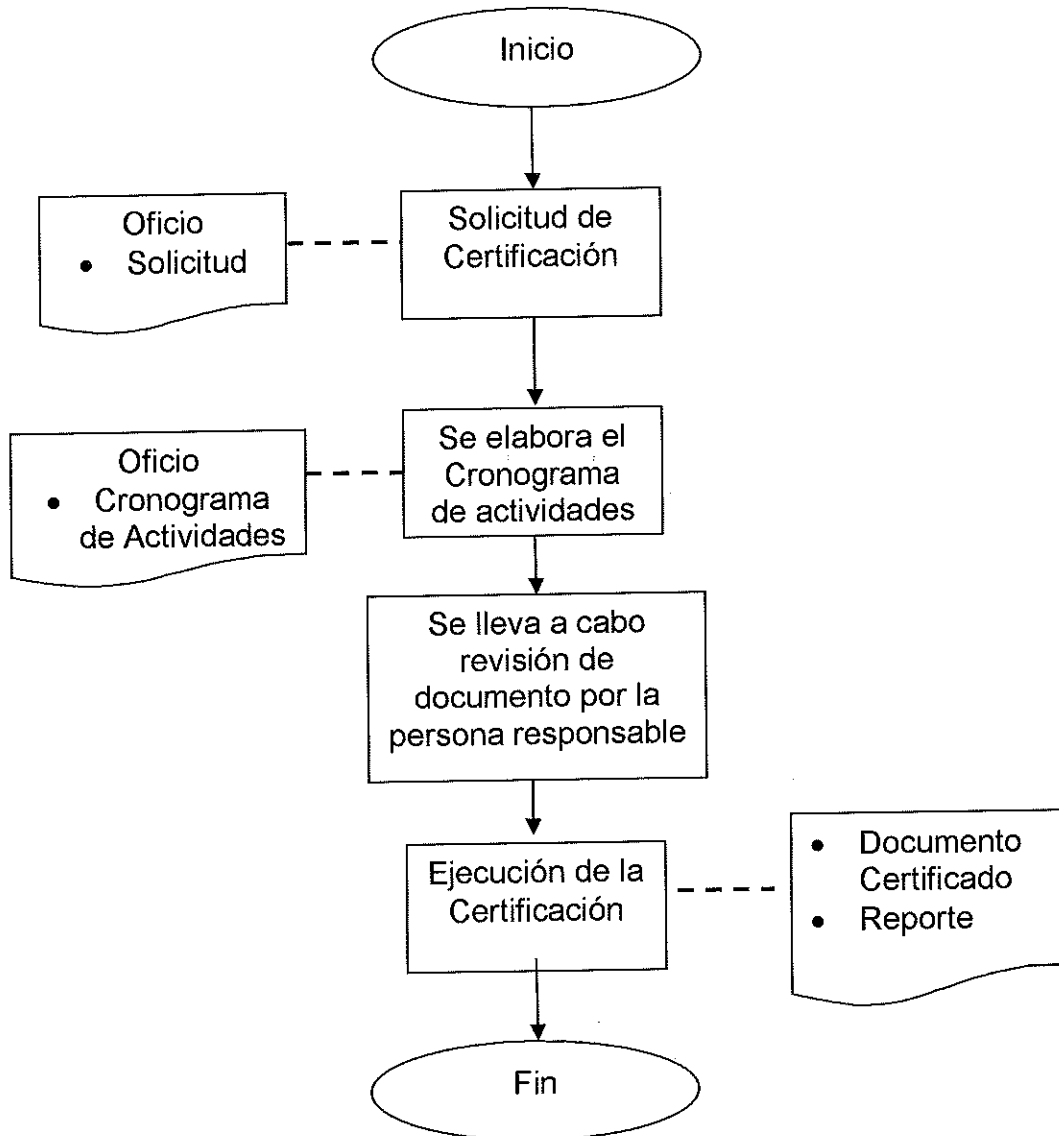 Inicio
Oficio
• Solicitud
Solicitud de
Certificación
Oficio
• Cronograma
de Actividades
Se elabora el
Cronograma
de actividades
Se lleva a cabo
revisión de
documento por la
persona responsable
Ejecución de la
Certificación
• Documento
Certificado
• Reporte
Fin